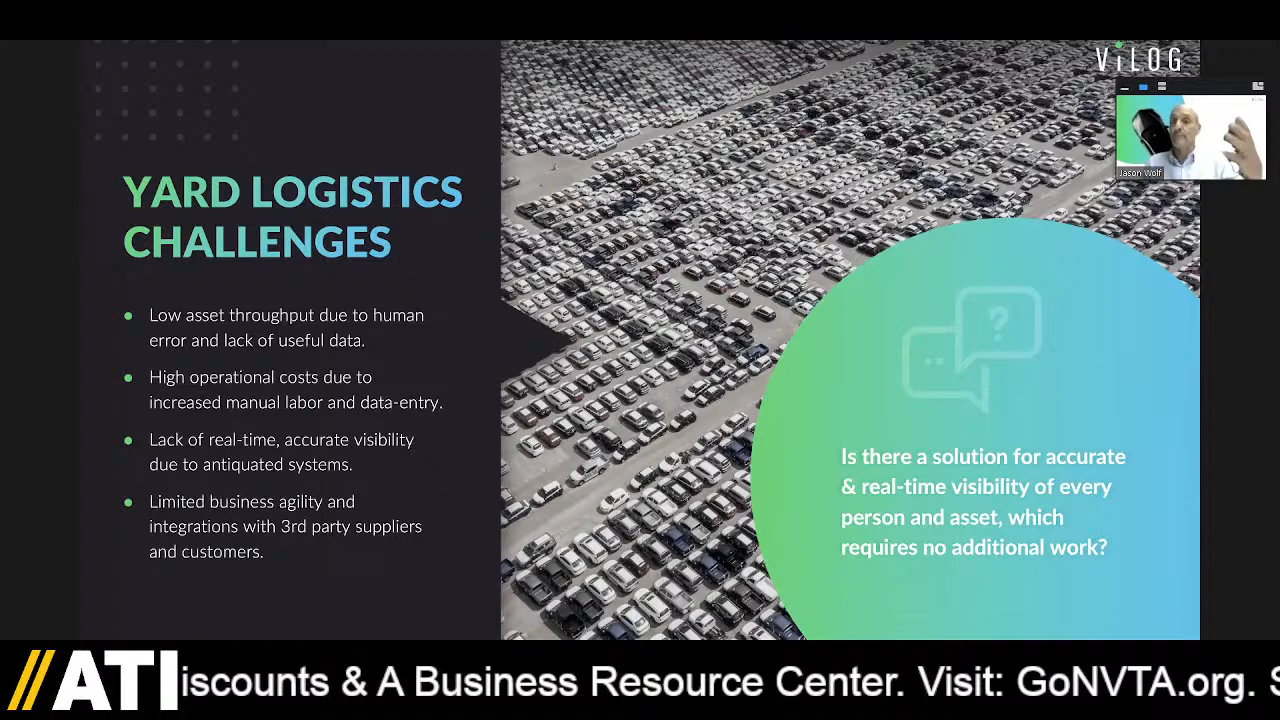 ViLOG
Jason Wolf
YARD LOGISTICS
CHALLENGES
Low asset throughput due to human
error and lack of useful data.
High operational costs due to
increased manual labor and data-entry.
Lack of real-time, accurate visibility
due to antiquated systems.
Limited business agility and
integrations with 3rd party suppliers
and customers.
?
Is there a solution for accurate
& real-time visibility of every
person and asset, which
requires no additional work?
//ATI
iscounts & A Business Resource Center. Visit: GoNVTA.org. S